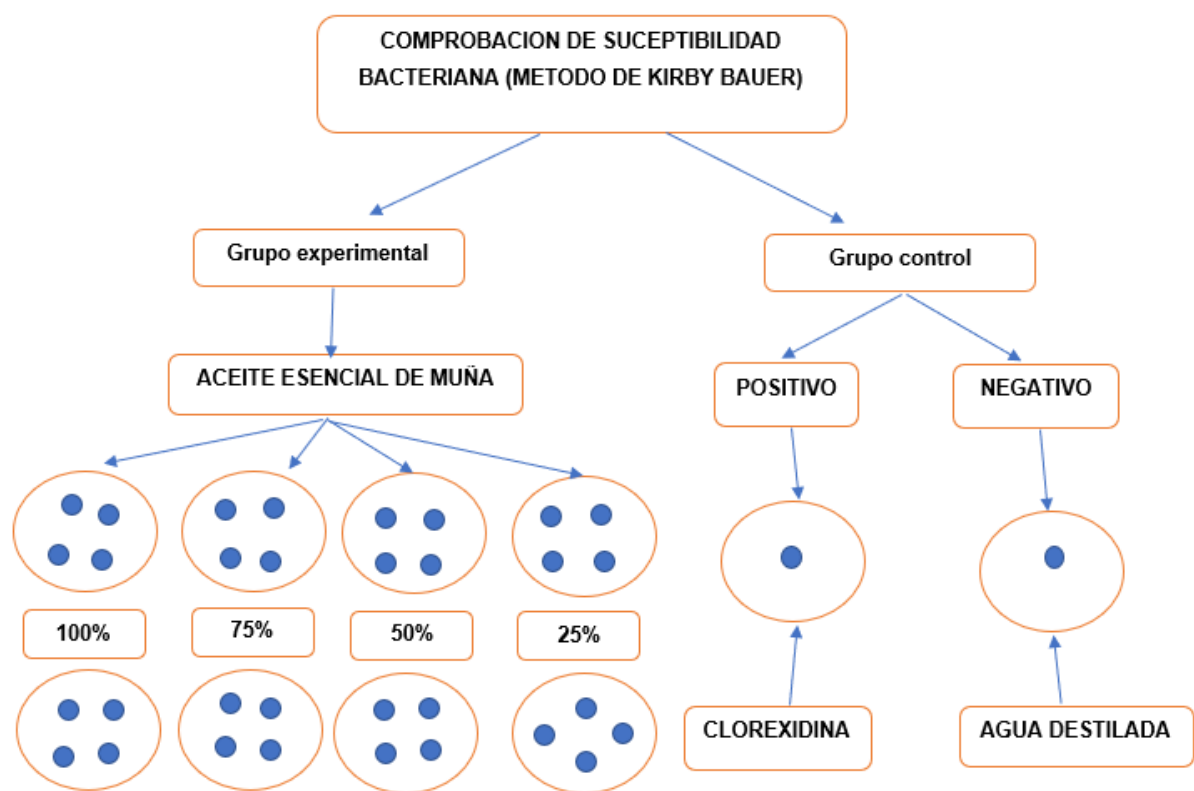 COMPROBACION DE SUCEPTIBILIDAD
BACTERIANA (METODO DE KIRBY BAUER)
Grupo experimental
Grupo control
ACEITE ESENCIAL DE MUÑA
POSITIVO
NEGATIVO
100%
75%
50%
25%
CLOREXIDINA
AGUA DESTILADA